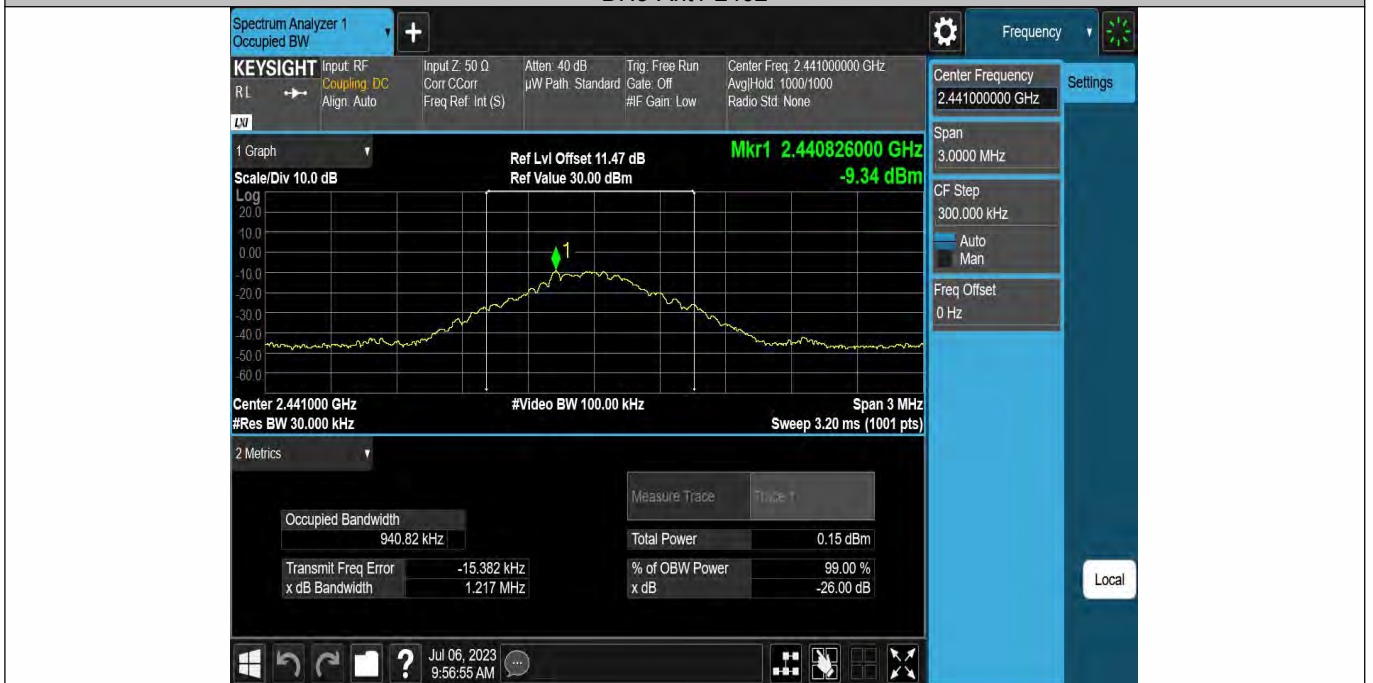 Spectrum Analyzer 1
Occupied BW
Frequency
KEYSIGHT
RL
LXI
Input: RF
Coupling: DC
Align: Auto
Input Z: 50 Ω
Corr CCorr
Freq Ref: Int (S)
Atten: 40 dB
µW Path: Standard
Trig: Free Run
Gate: Off
#IF Gain: Low
Center Freq: 2.441000000 GHz
Avg|Hold: 1000/1000
Radio Std: None
Center Frequency
2.441000000 GHz
Settings
Span
3.0000 MHz
CF Step
300.000 kHz
Auto
Man
Freq Offset
0 Hz
Local
1 Graph
Scale/Div 10.0 dB
Ref Lvl Offset 11.47 dB
Ref Value 30.00 dBm
Mkr1 2.440826000 GHz
-9.34 dBm
Log
20.0
10.0
0.00
-10.0
-20.0
-30.0
-40.0
-50.0
-60.0
1
Center 2.441000 GHz
#Res BW 30.000 kHz
#Video BW 100.00 kHz
Span 3 MHz
Sweep 3.20 ms (1001 pts)
2 Metrics
Measure Trace
Trace 1
Occupied Bandwidth
940.82 kHz
Total Power
0.15 dBm
Transmit Freq Error
-15.382 kHz
% of OBW Power
99.00 %
x dB Bandwidth
1.217 MHz
x dB
-26.00 dB
Jul 06, 2023
9:56:55 AM